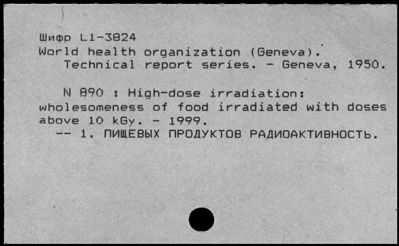 Шифр L1-3824
World health organization (Geneva).
Technical report series. - Geneva, 1950.
N 890 : High-dose irradiation:
wholesomeness of food irradiated with doses
above 10 kGy. - 1999.
-- 1. ПИЩЕВЫХ ПРОДУКТОВ РАДИОАКТИВНОСТЬ.